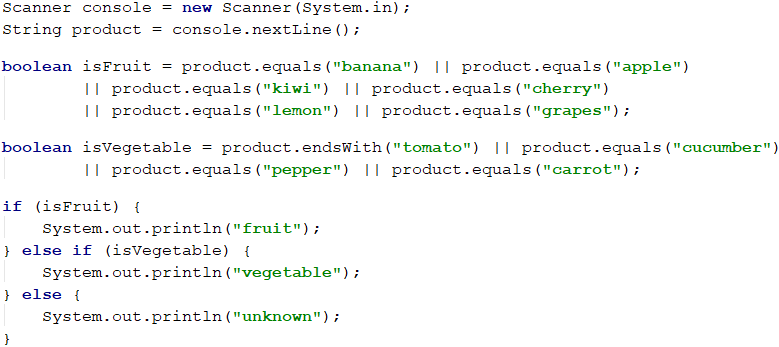 Scanner console = new Scanner(System.in);
String product = console.nextLine();
boolean isFruit = product.equals("banana") || product.equals("apple")
|| product.equals("kiwi") || product.equals("cherry")
|| product.equals("lemon") || product.equals("grapes");
boolean isVegetable = product.endsWith("tomato") || product.equals("cucumber")
|| product.equals("pepper") || product.equals("carrot");
if (isFruit) {
System.out.println("fruit");
} else if (isVegetable) {
System.out.println("vegetable");
} else {
System.out.println("unknown");
}